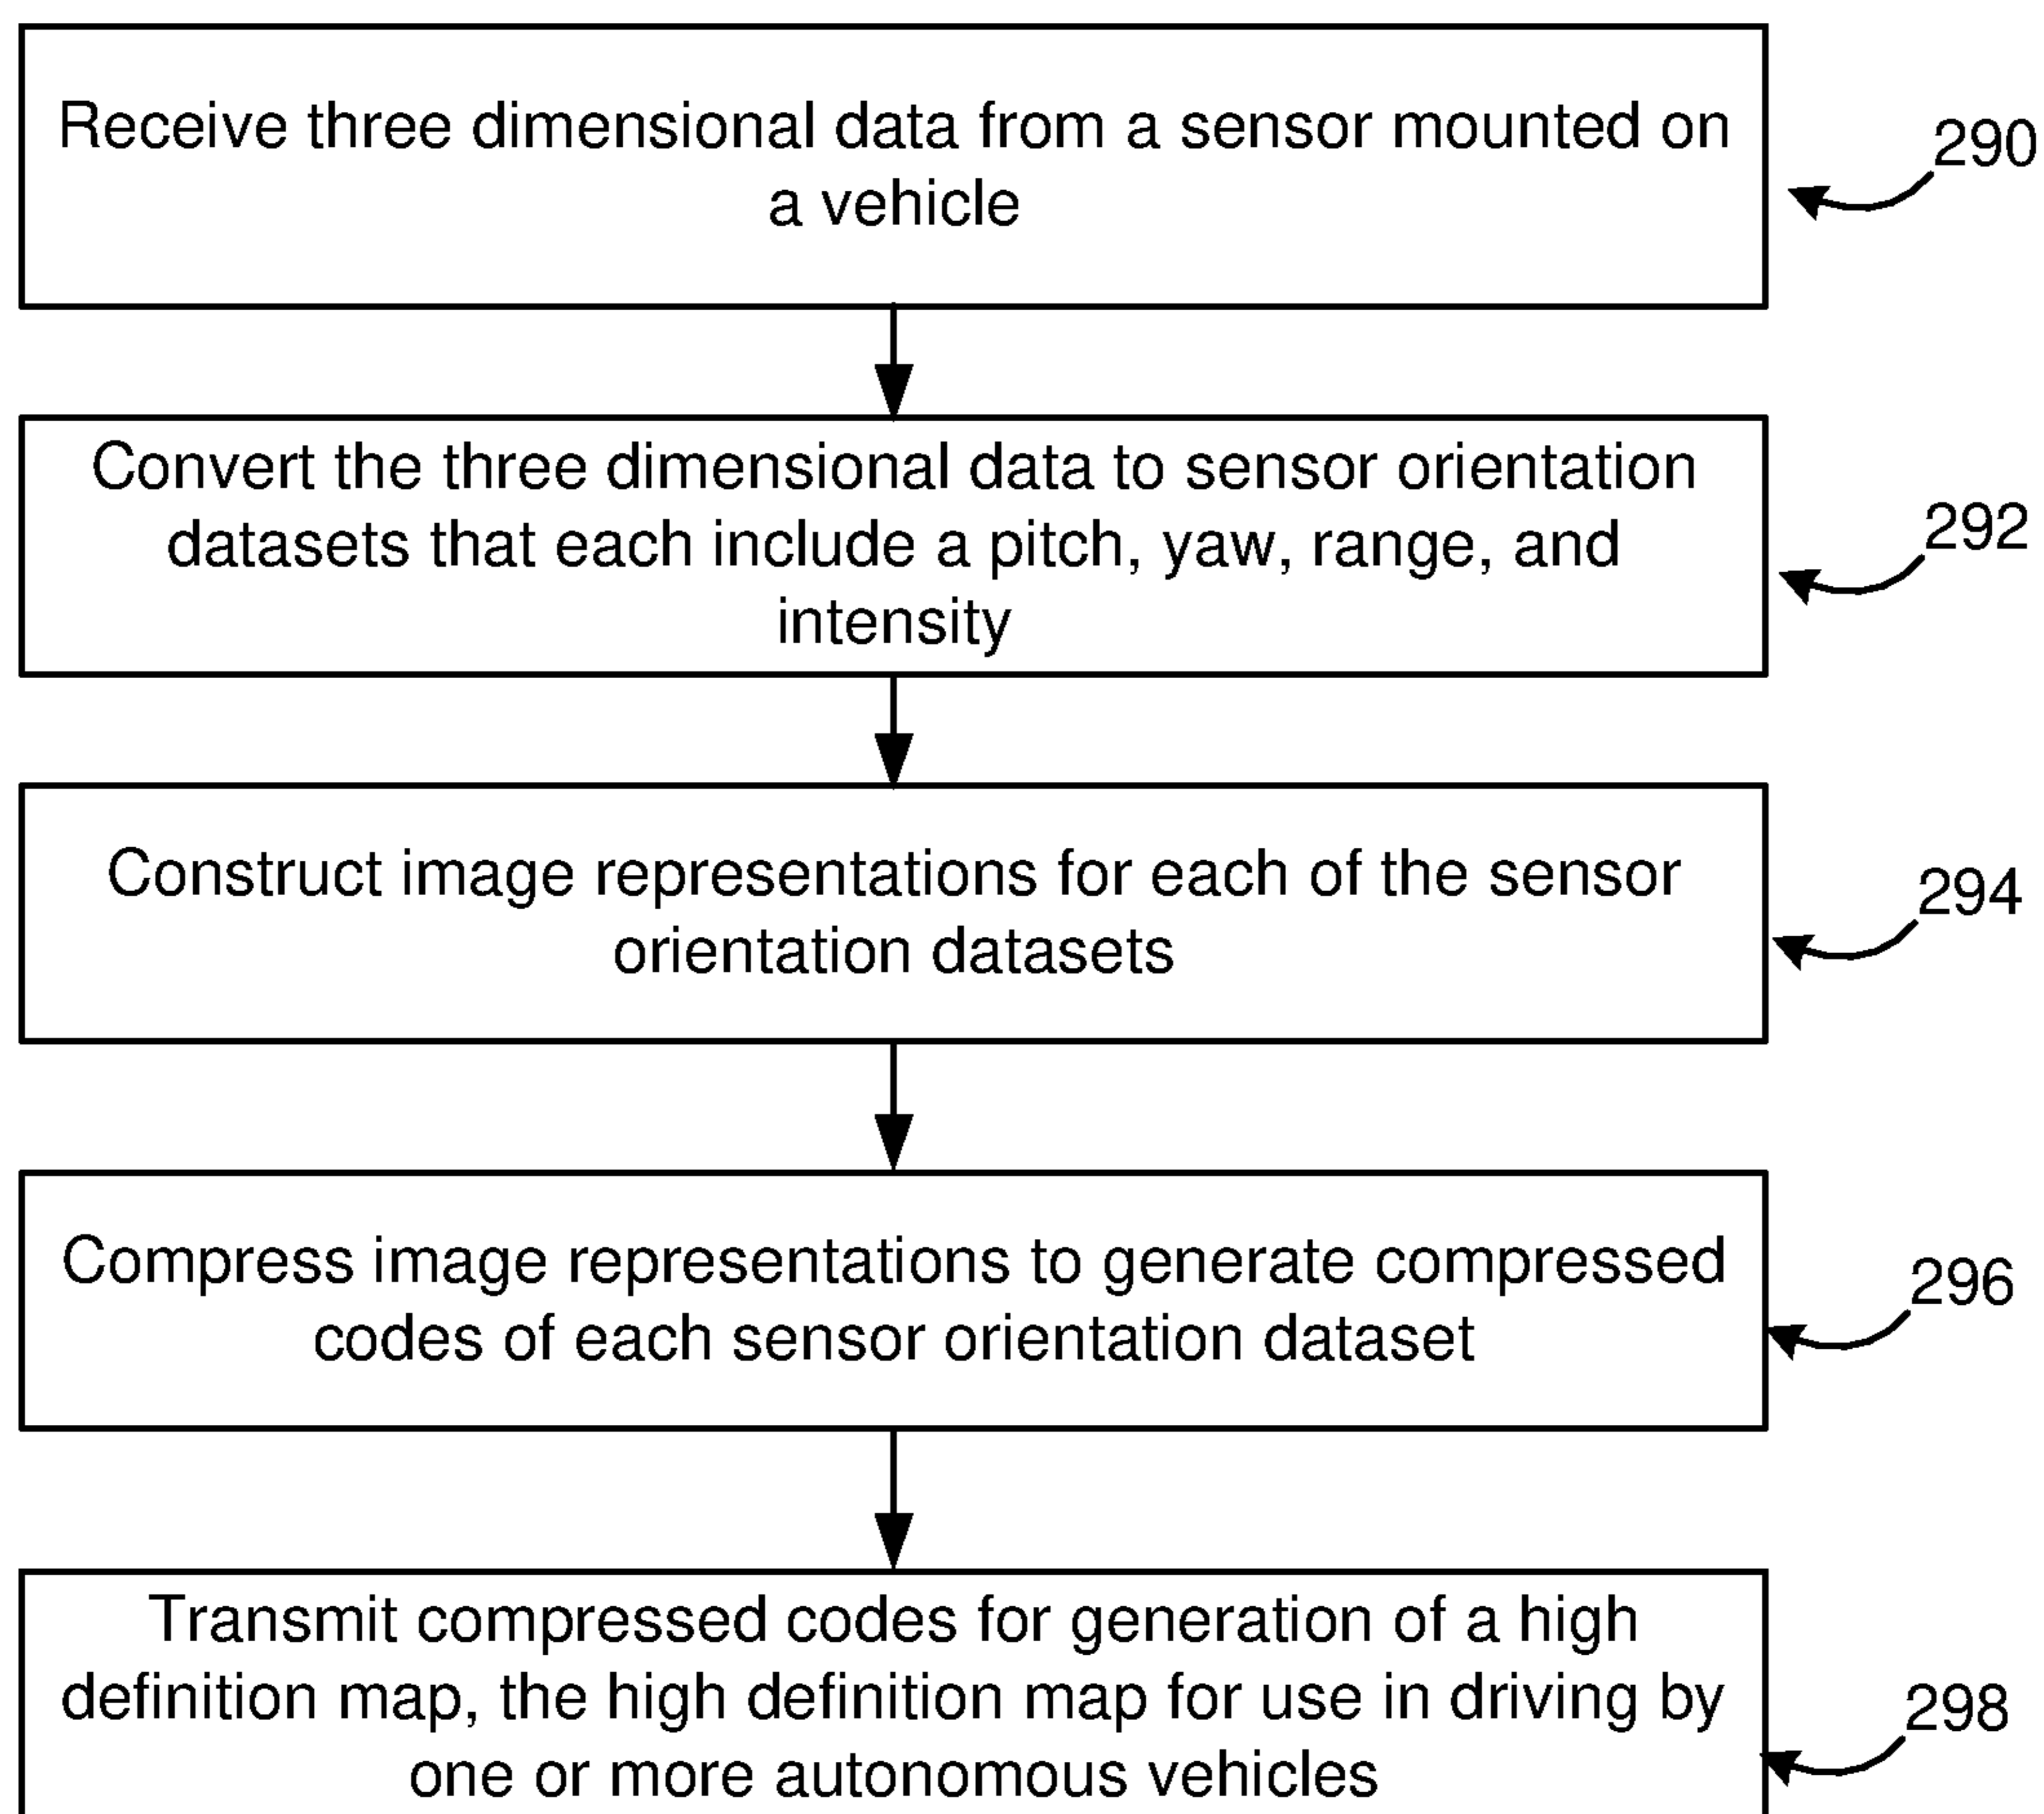 Receive three dimensional data from a sensor mounted on
a vehicle
290
Convert the three dimensional data to sensor orientation
datasets that each include a pitch, yaw, range, and
intensity
292
Construct image representations for each of the sensor
orientation datasets
294
Compress image representations to generate compressed
codes of each sensor orientation dataset
296
Transmit compressed codes for generation of a high
definition map, the high definition map for use in driving by
one or more autonomous vehicles
298